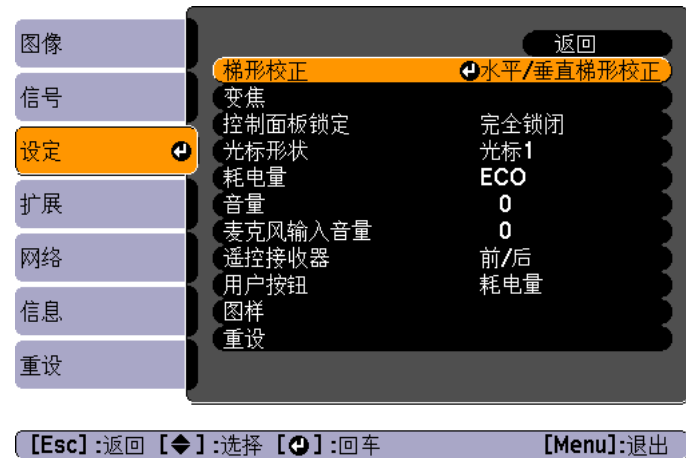 图像
信号
设定
扩展
网络
信息
重设
返回
梯形校正 水平/垂直梯形校正
变焦
控制面板锁定 完全锁闭
光标形状 光标1
耗电量 ECO
音量 0
麦克风输入音量 0
遥控接收器 前/后
用户按钮 耗电量
图样
重设
[Esc]:返回 [◆]:选择 [⏎]:回车 [Menu]:退出